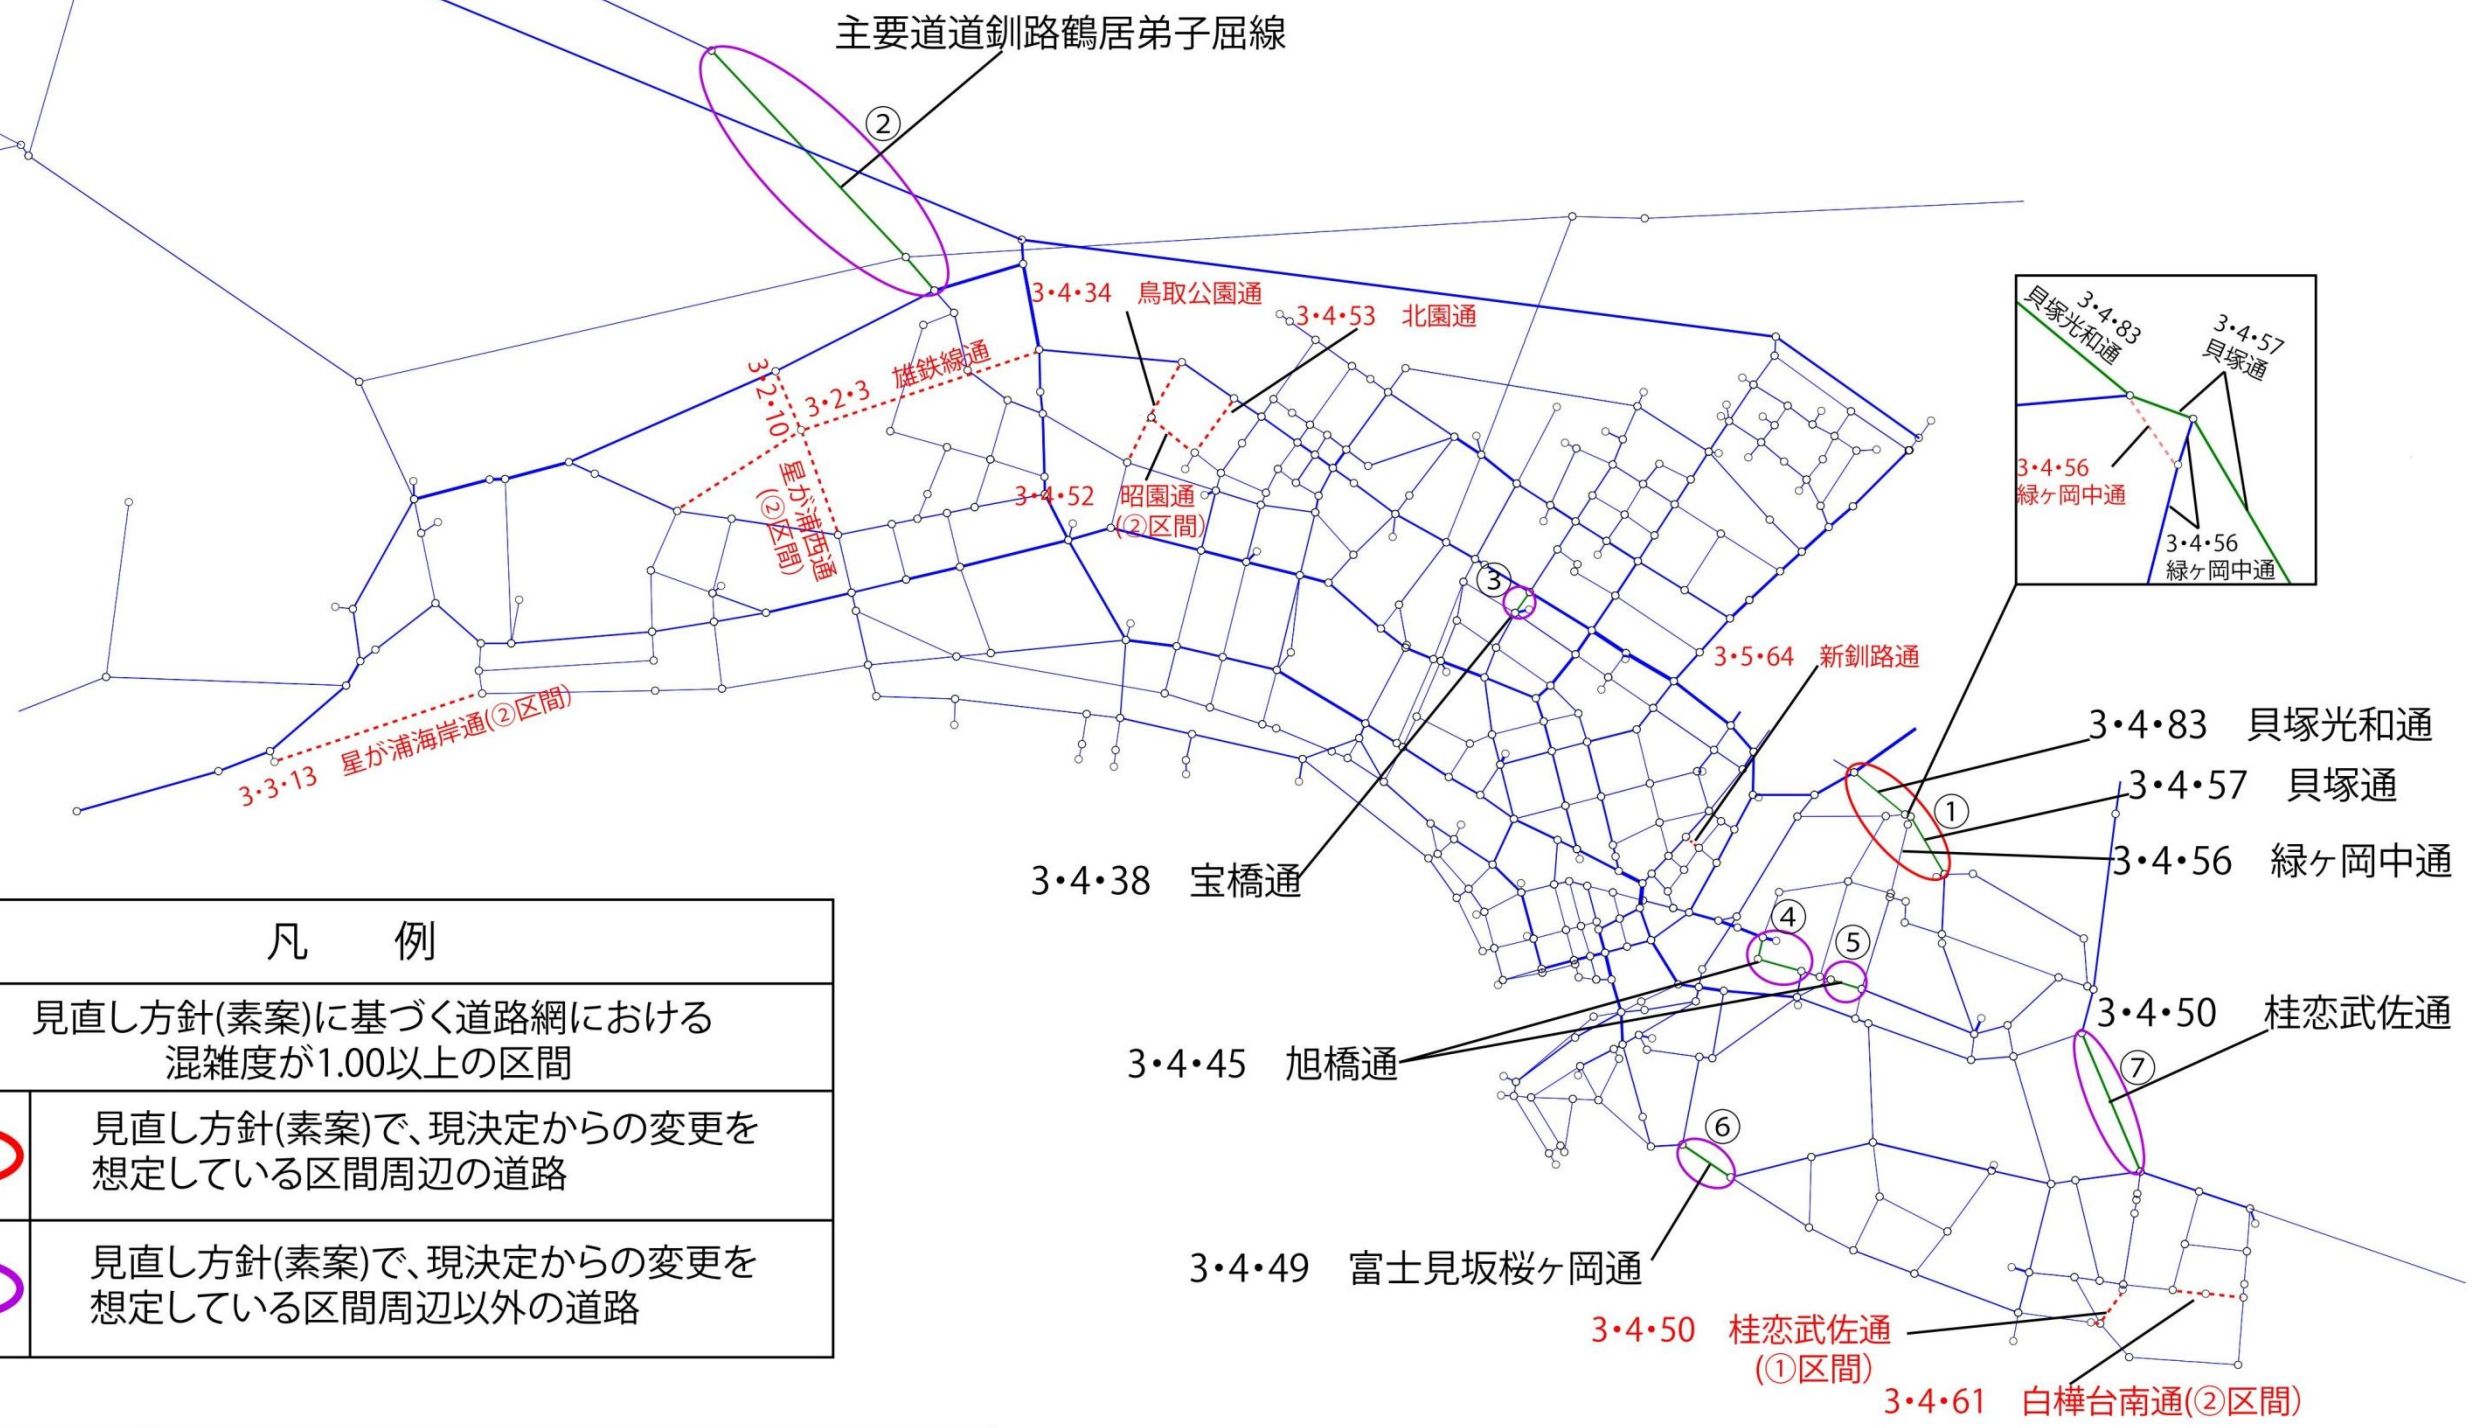 主要道道釧路鶴居弟子屈線
②
3・4・34 鳥取公園通
3・4・53 北園通
3・2・3 雄鉄線通
3・2・10 星が浦西通
(②区間)
3・4・52 昭園通
(②区間)
3・3・13 星が浦海岸通(②区間)
③
3・5・64 新釧路通
3・4・83
貝塚光和通
3・4・57
貝塚通
3・4・56
緑ヶ岡中通
3・4・56
緑ヶ岡中通
3・4・83 貝塚光和通
3・4・57 貝塚通
①
3・4・56 緑ヶ岡中通
3・4・38 宝橋通
④
⑤
3・4・50 桂恋武佐通
3・4・45 旭橋通
⑦
⑥
3・4・49 富士見坂桜ヶ岡通
3・4・50 桂恋武佐通
(①区間)
3・4・61 白樺台南通(②区間)
凡 例
見直し方針(素案)に基づく道路網における
混雑度が1.00以上の区間
見直し方針(素案)で、現決定からの変更を
想定している区間周辺の道路
見直し方針(素案)で、現決定からの変更を
想定している区間周辺以外の道路